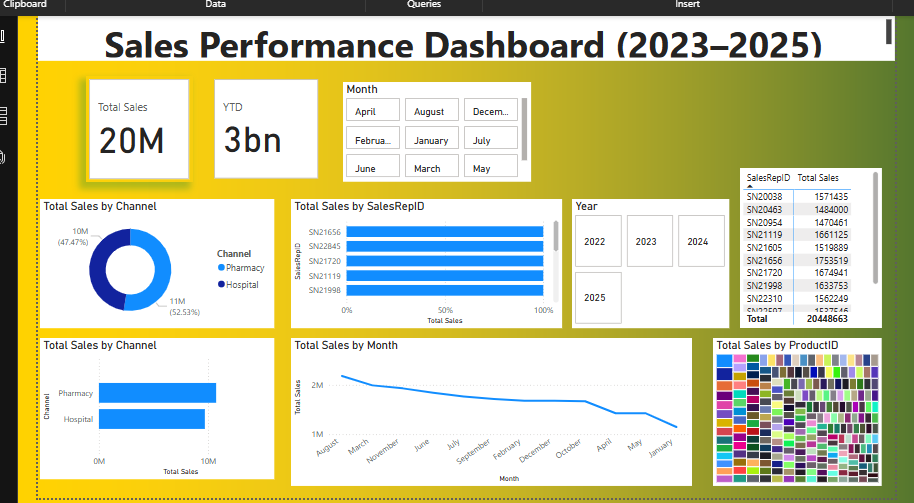 Clipboard
Data
Queries
Insert
Sales Performance Dashboard (2023–2025)
Total Sales
20M
YTD
3bn
Month
April
August
Decem...
Februa...
January
July
June
March
May
SalesRepID Total Sales
SN20038 1571435
SN20463 1484000
SN20954 1470461
SN21119 1661125
SN21605 1519889
SN21656 1753519
SN21720 1674941
SN21998 1633753
SN22310 1562249
Total 20448663
Total Sales by Channel
10M
(47.47%)
11M
(52.53%)
Channel
Pharmacy
Hospital
Total Sales by SalesRepID
SalesRepID
SN21656
SN22845
SN21720
SN21119
SN21998
0% 50% 100%
Total Sales
Year
2022
2023
2024
2025
Total Sales by Channel
Channel
Pharmacy
Hospital
0M 10M
Total Sales
Total Sales by Month
Total Sales
2M
1M
August
March
November
June
July
September
February
December
October
April
May
January
Month
Total Sales by ProductID